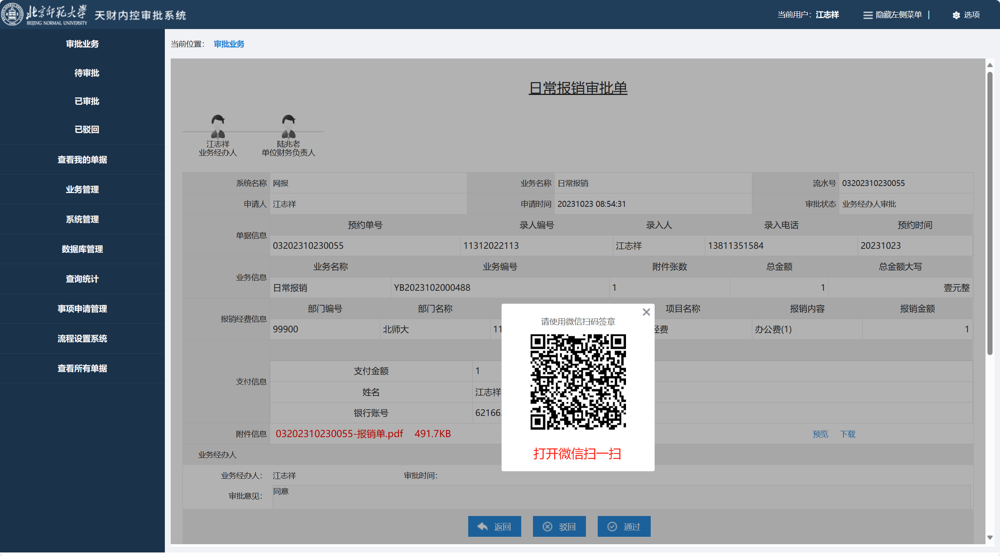 北京师范大学 天财内控审批系统
BEIJING NORMAL UNIVERSITY
当前用户：江志祥 隐藏左侧菜单 | 选项
审批业务
待审批
已审批
已驳回
查看我的单据
业务管理
系统管理
数据库管理
查询统计
事项申请管理
流程设置系统
查看所有单据
当前位置： 审批业务
日常报销审批单
江志祥 陆兆老
业务经办人 单位财务负责人
系统名称 网报 业务名称 日常报销 流水号 03202310230055
申请人 江志祥 申请时间 20231023 08:54:31 审批状态 业务经办人审批
单据信息
预约单号 录人编号 录入人 录入电话 预约时间
03202310230055 11312022113 江志祥 13811351584 20231023
业务信息
业务名称 业务编号 附件张数 总金额 总金额大写
日常报销 YB2023102000488 1 1 壹元整
报销经费信息
部门编号 部门名称 项目名称 报销内容 报销金额
99900 北师大 11 经费 办公费(1) 1
支付信息
支付金额 1
姓名 江志祥
银行账号 62166
附件信息 03202310230055-报销单.pdf 491.7KB 预览 下载
业务经办人
业务经办人： 江志祥 审批时间：
审批意见： 同意
返回 驳回 通过
请使用微信扫码签章
打开微信扫一扫